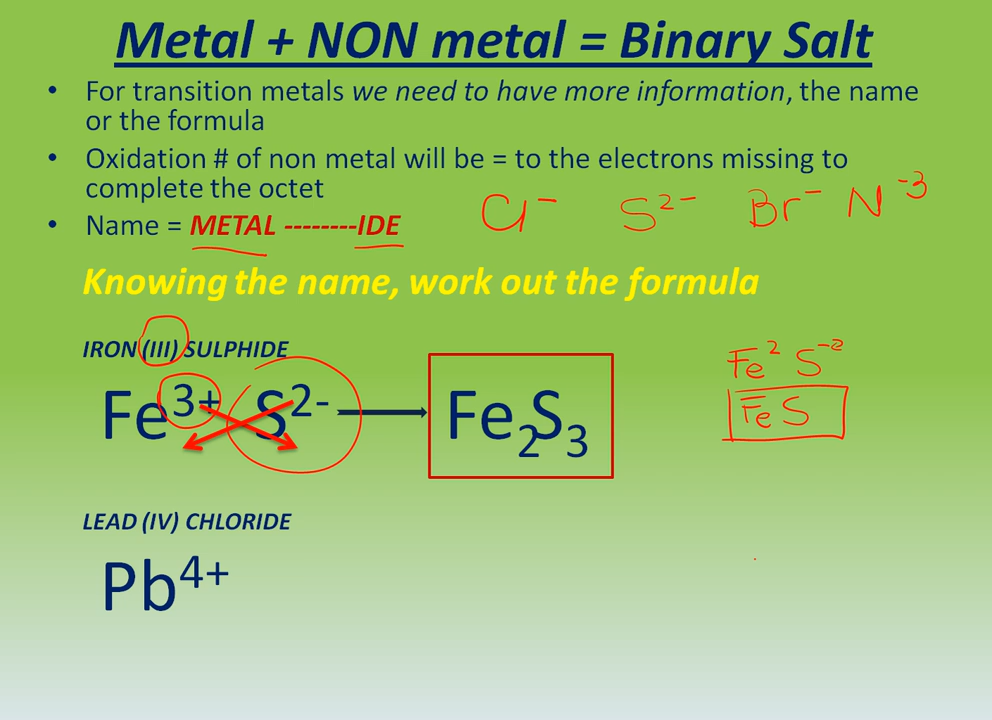 Metal + NON metal = Binary Salt
• For transition metals we need to have more information, the name
or the formula
• Oxidation # of non metal will be = to the electrons missing to
complete the octet
• Name = METAL --------IDE
Cl⁻ S²⁻ Br⁻ N⁻³
Knowing the name, work out the formula
IRON (III) SULPHIDE
Fe³⁺ S²⁻ Fe₂S₃
Fe² S⁻²
FeS
LEAD (IV) CHLORIDE
Pb⁴⁺